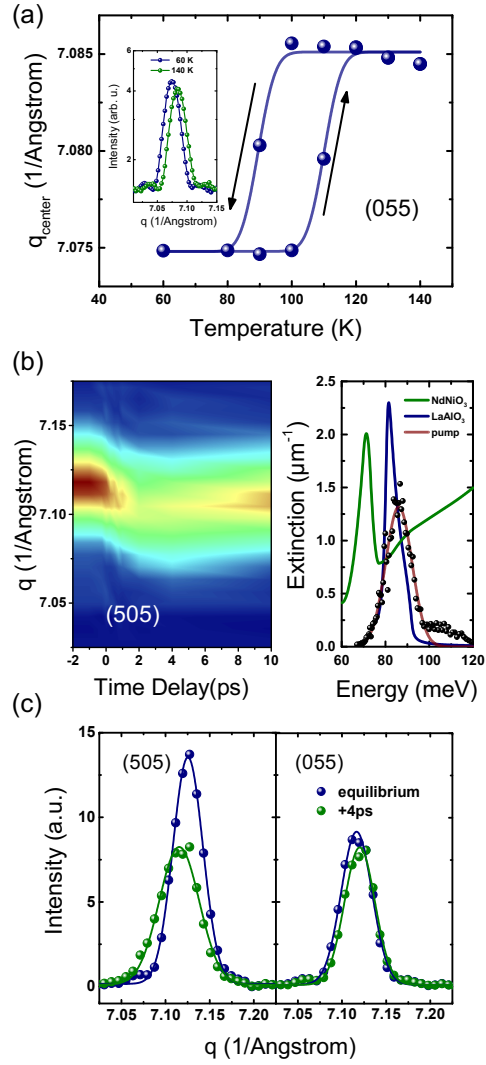 (a)
7.085
7.080
7.075
q_center (1/Angstrom)
6
4
2
Intensity (arb. u.)
60 K
140 K
7.05 7.10 7.15
q (1/Angstrom)
(055)
40 60 80 100 120 140
Temperature (K)
(b)
7.15
7.10
7.05
q (1/Angstrom)
(505)
-2 0 2 4 6 8 10
Time Delay(ps)
2.5
2.0
1.5
1.0
0.5
0.0
Extinction (µm⁻¹)
NdNiO₃
LaAlO₃
pump
60 80 100 120
Energy (meV)
(c)
15
10
5
0
Intensity (a.u.)
(505)
(055)
equilibrium
+4ps
7.05 7.10 7.15 7.20 7.05 7.10 7.15 7.20
q (1/Angstrom)